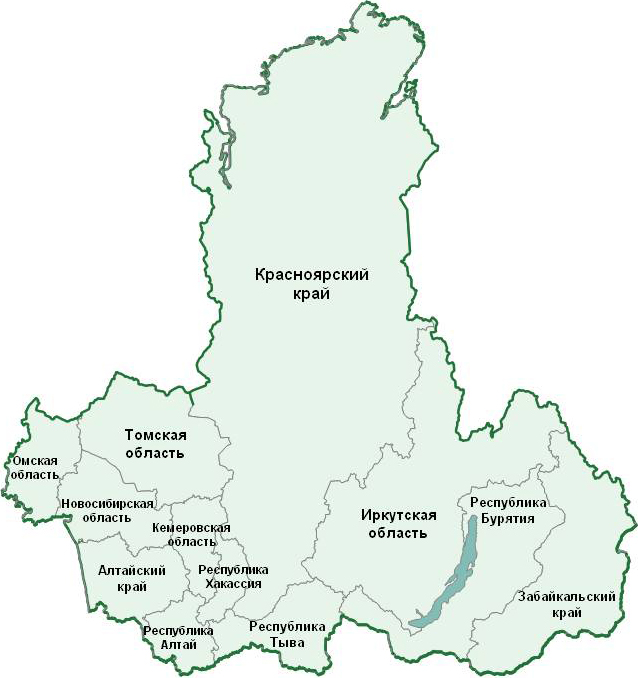 Красноярский
край
Томская
область
Омская
область
Новосибирская
область
Кемеровская
область
Иркутская
область
Республика
Бурятия
Алтайский
край
Республика
Хакассия
Забайкальский
край
Республика
Алтай
Республика
Тыва